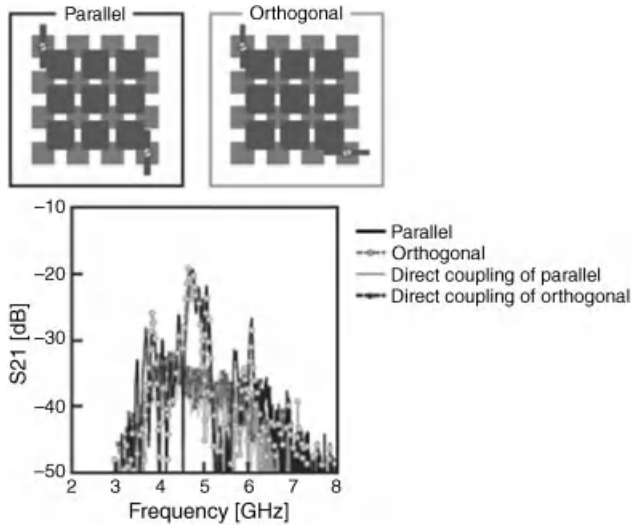 Parallel
Orthogonal
−10
−20
−30
−40
−50
S21 [dB]
2 3 4 5 6 7 8
Frequency [GHz]
Parallel
Orthogonal
Direct coupling of parallel
Direct coupling of orthogonal